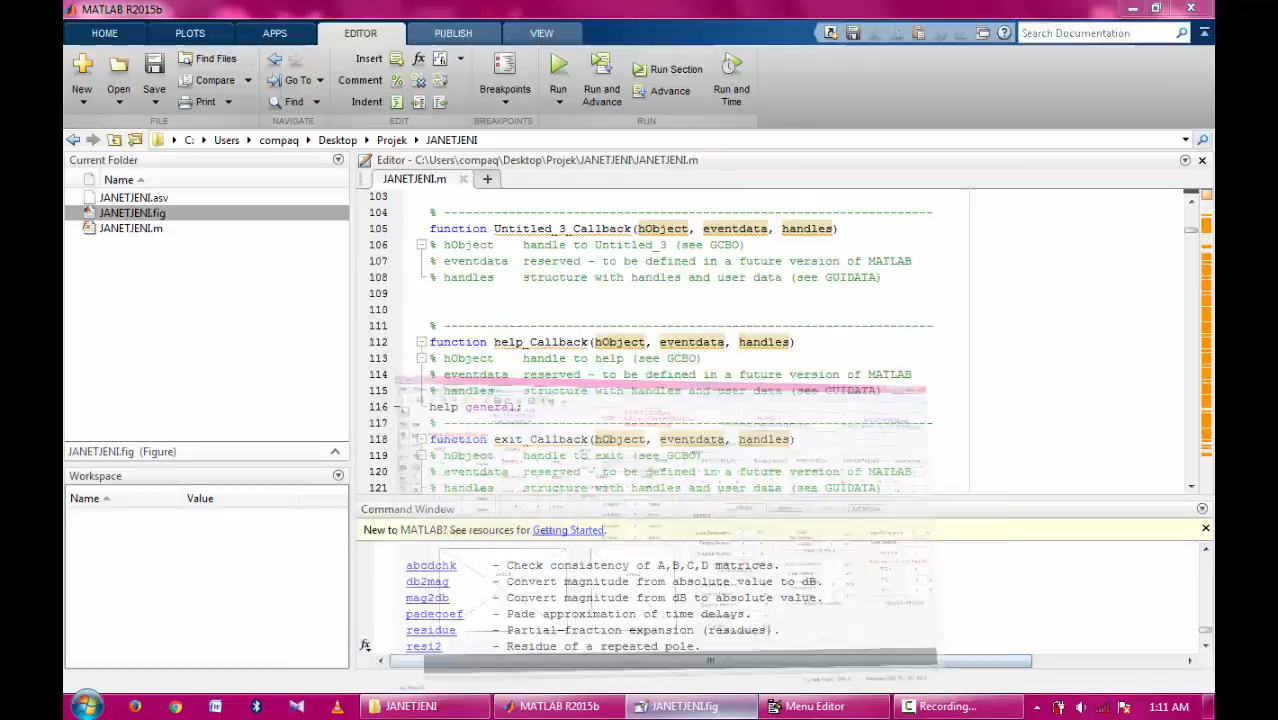 MATLAB R2015b
HOME PLOTS APPS EDITOR PUBLISH VIEW Search Documentation
New Open Save Find Files Compare Print Go To Find Insert Comment Indent Breakpoints Run Run and Advance Run Section Advance Run and Time
FILE NAVIGATE EDIT BREAKPOINTS RUN
C: Users compaq Desktop Projek JANETJENI
Current Folder
Name
JANETJENI.asv
JANETJENI.fig
JANETJENI.m
JANETJENI.fig (Figure)
Workspace
Name Value
Editor - C:\Users\compaq\Desktop\Projek\JANETJENI\JANETJENI.m
JANETJENI.m
103
104 % --------------------------------------------------------------------
105 function Untitled_3_Callback(hObject, eventdata, handles)
106 % hObject handle to Untitled_3 (see GCBO)
107 % eventdata reserved - to be defined in a future version of MATLAB
108 % handles structure with handles and user data (see GUIDATA)
109
110
111 % --------------------------------------------------------------------
112 function help_Callback(hObject, eventdata, handles)
113 % hObject handle to help (see GCBO)
114 % eventdata reserved - to be defined in a future version of MATLAB
115 % handles structure with handles and user data (see GUIDATA)
116 help general;
117 % --------------------------------------------------------------------
118 function exit_Callback(hObject, eventdata, handles)
119 % hObject handle to exit (see GCBO)
120 % eventdata reserved - to be defined in a future version of MATLAB
121 % handles structure with handles and user data (see GUIDATA)
Command Window
New to MATLAB? See resources for Getting Started.
abcdchk - Check consistency of A,B,C,D matrices.
db2mag - Convert magnitude from absolute value to dB.
mag2db - Convert magnitude from dB to absolute value.
padecoef - Pade approximation of time delays.
residue - Partial-fraction expansion (residues).
resi2 - Residue of a repeated pole.
fx
JANETJENI MATLAB R2015b JANETJENI.fig Menu Editor Recording... 1:11 AM